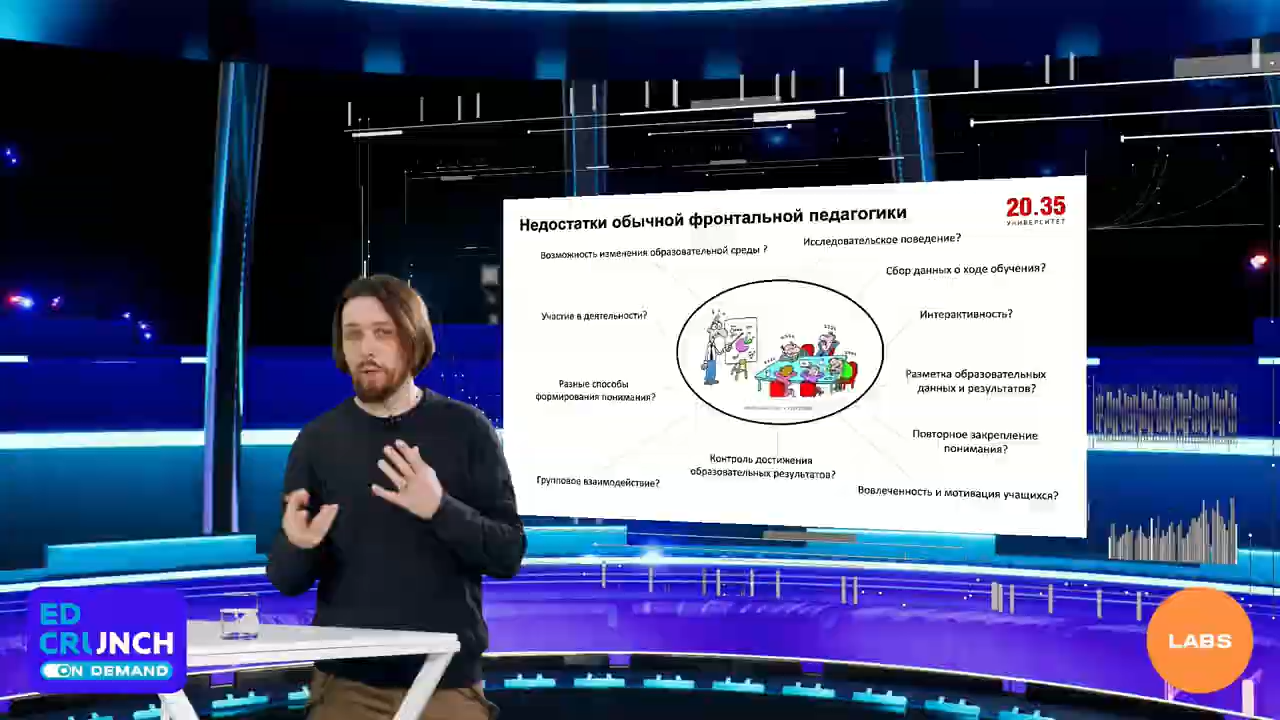 Недостатки обычной фронтальной педагогики
20.35
УНИВЕРСИТЕТ
Возможность изменения образовательной среды ?
Исследовательское поведение?
Сбор данных о ходе обучения?
Участие в деятельности?
Интерактивность?
Разные способы
формирования понимания?
Разметка образовательных
данных и результатов?
Повторное закрепление
понимания?
Контроль достижения
образовательных результатов?
Групповое взаимодействие?
Вовлеченность и мотивация учащихся?
ED
CRUNCH
ON DEMAND
LABS